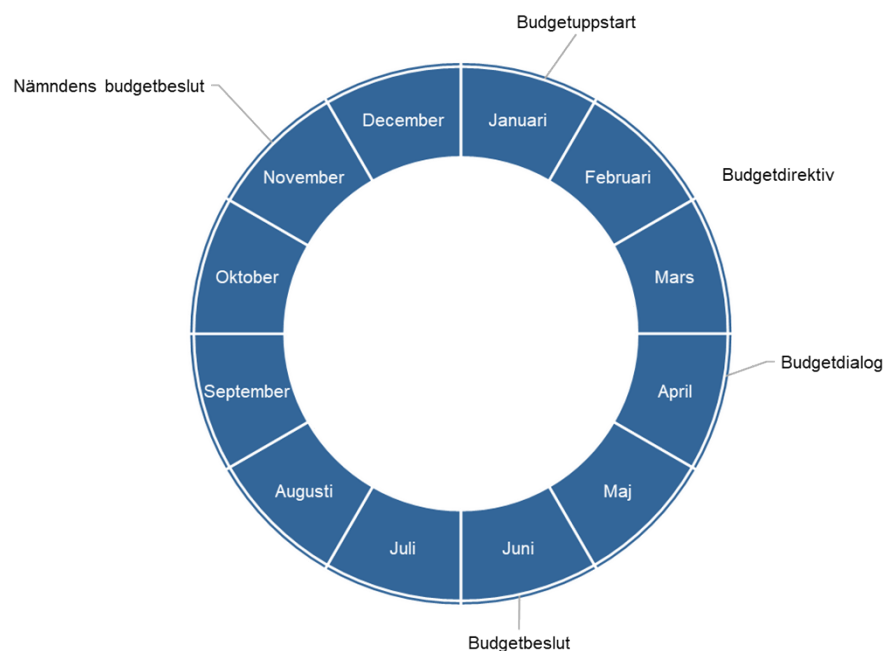 Budgetuppstart
Nämndens budgetbeslut
December
Januari
November
Februari
Budgetdirektiv
Oktober
Mars
Budgetdialog
September
April
Augusti
Maj
Juli
Juni
Budgetbeslut